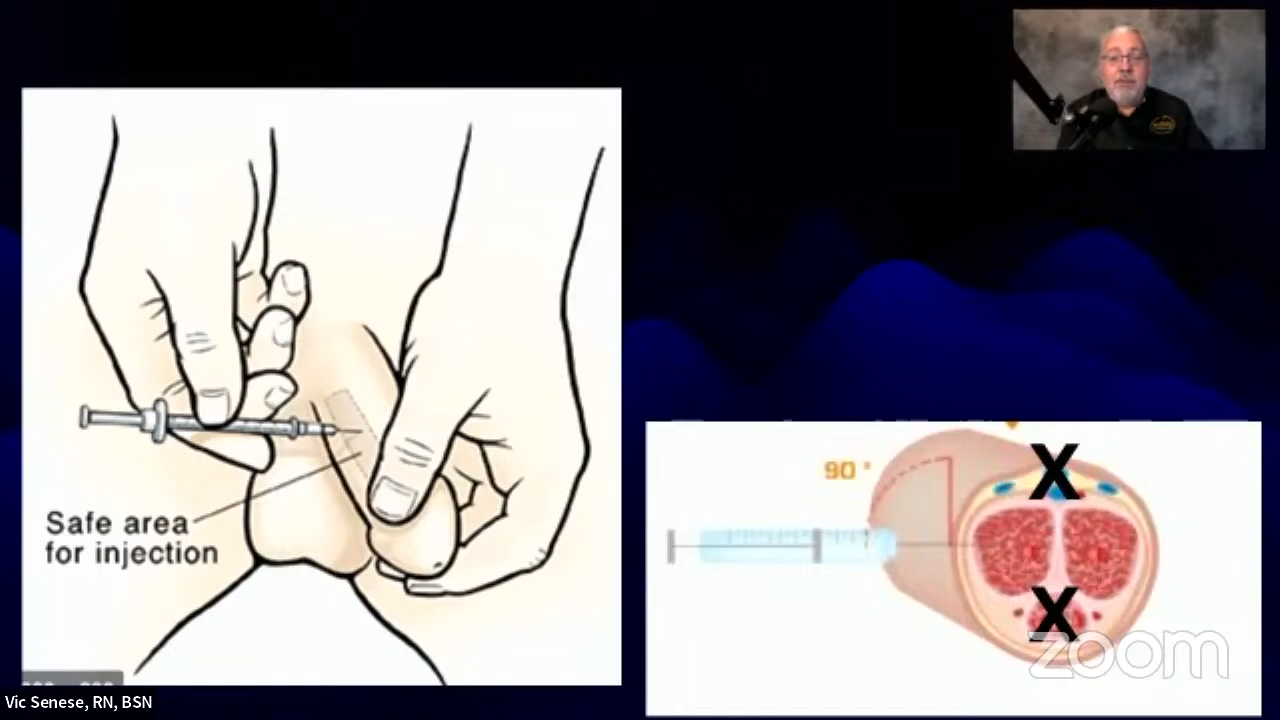 Safe area
for injection
90 °
X
X
zoom
Vic Senese, RN, BSN